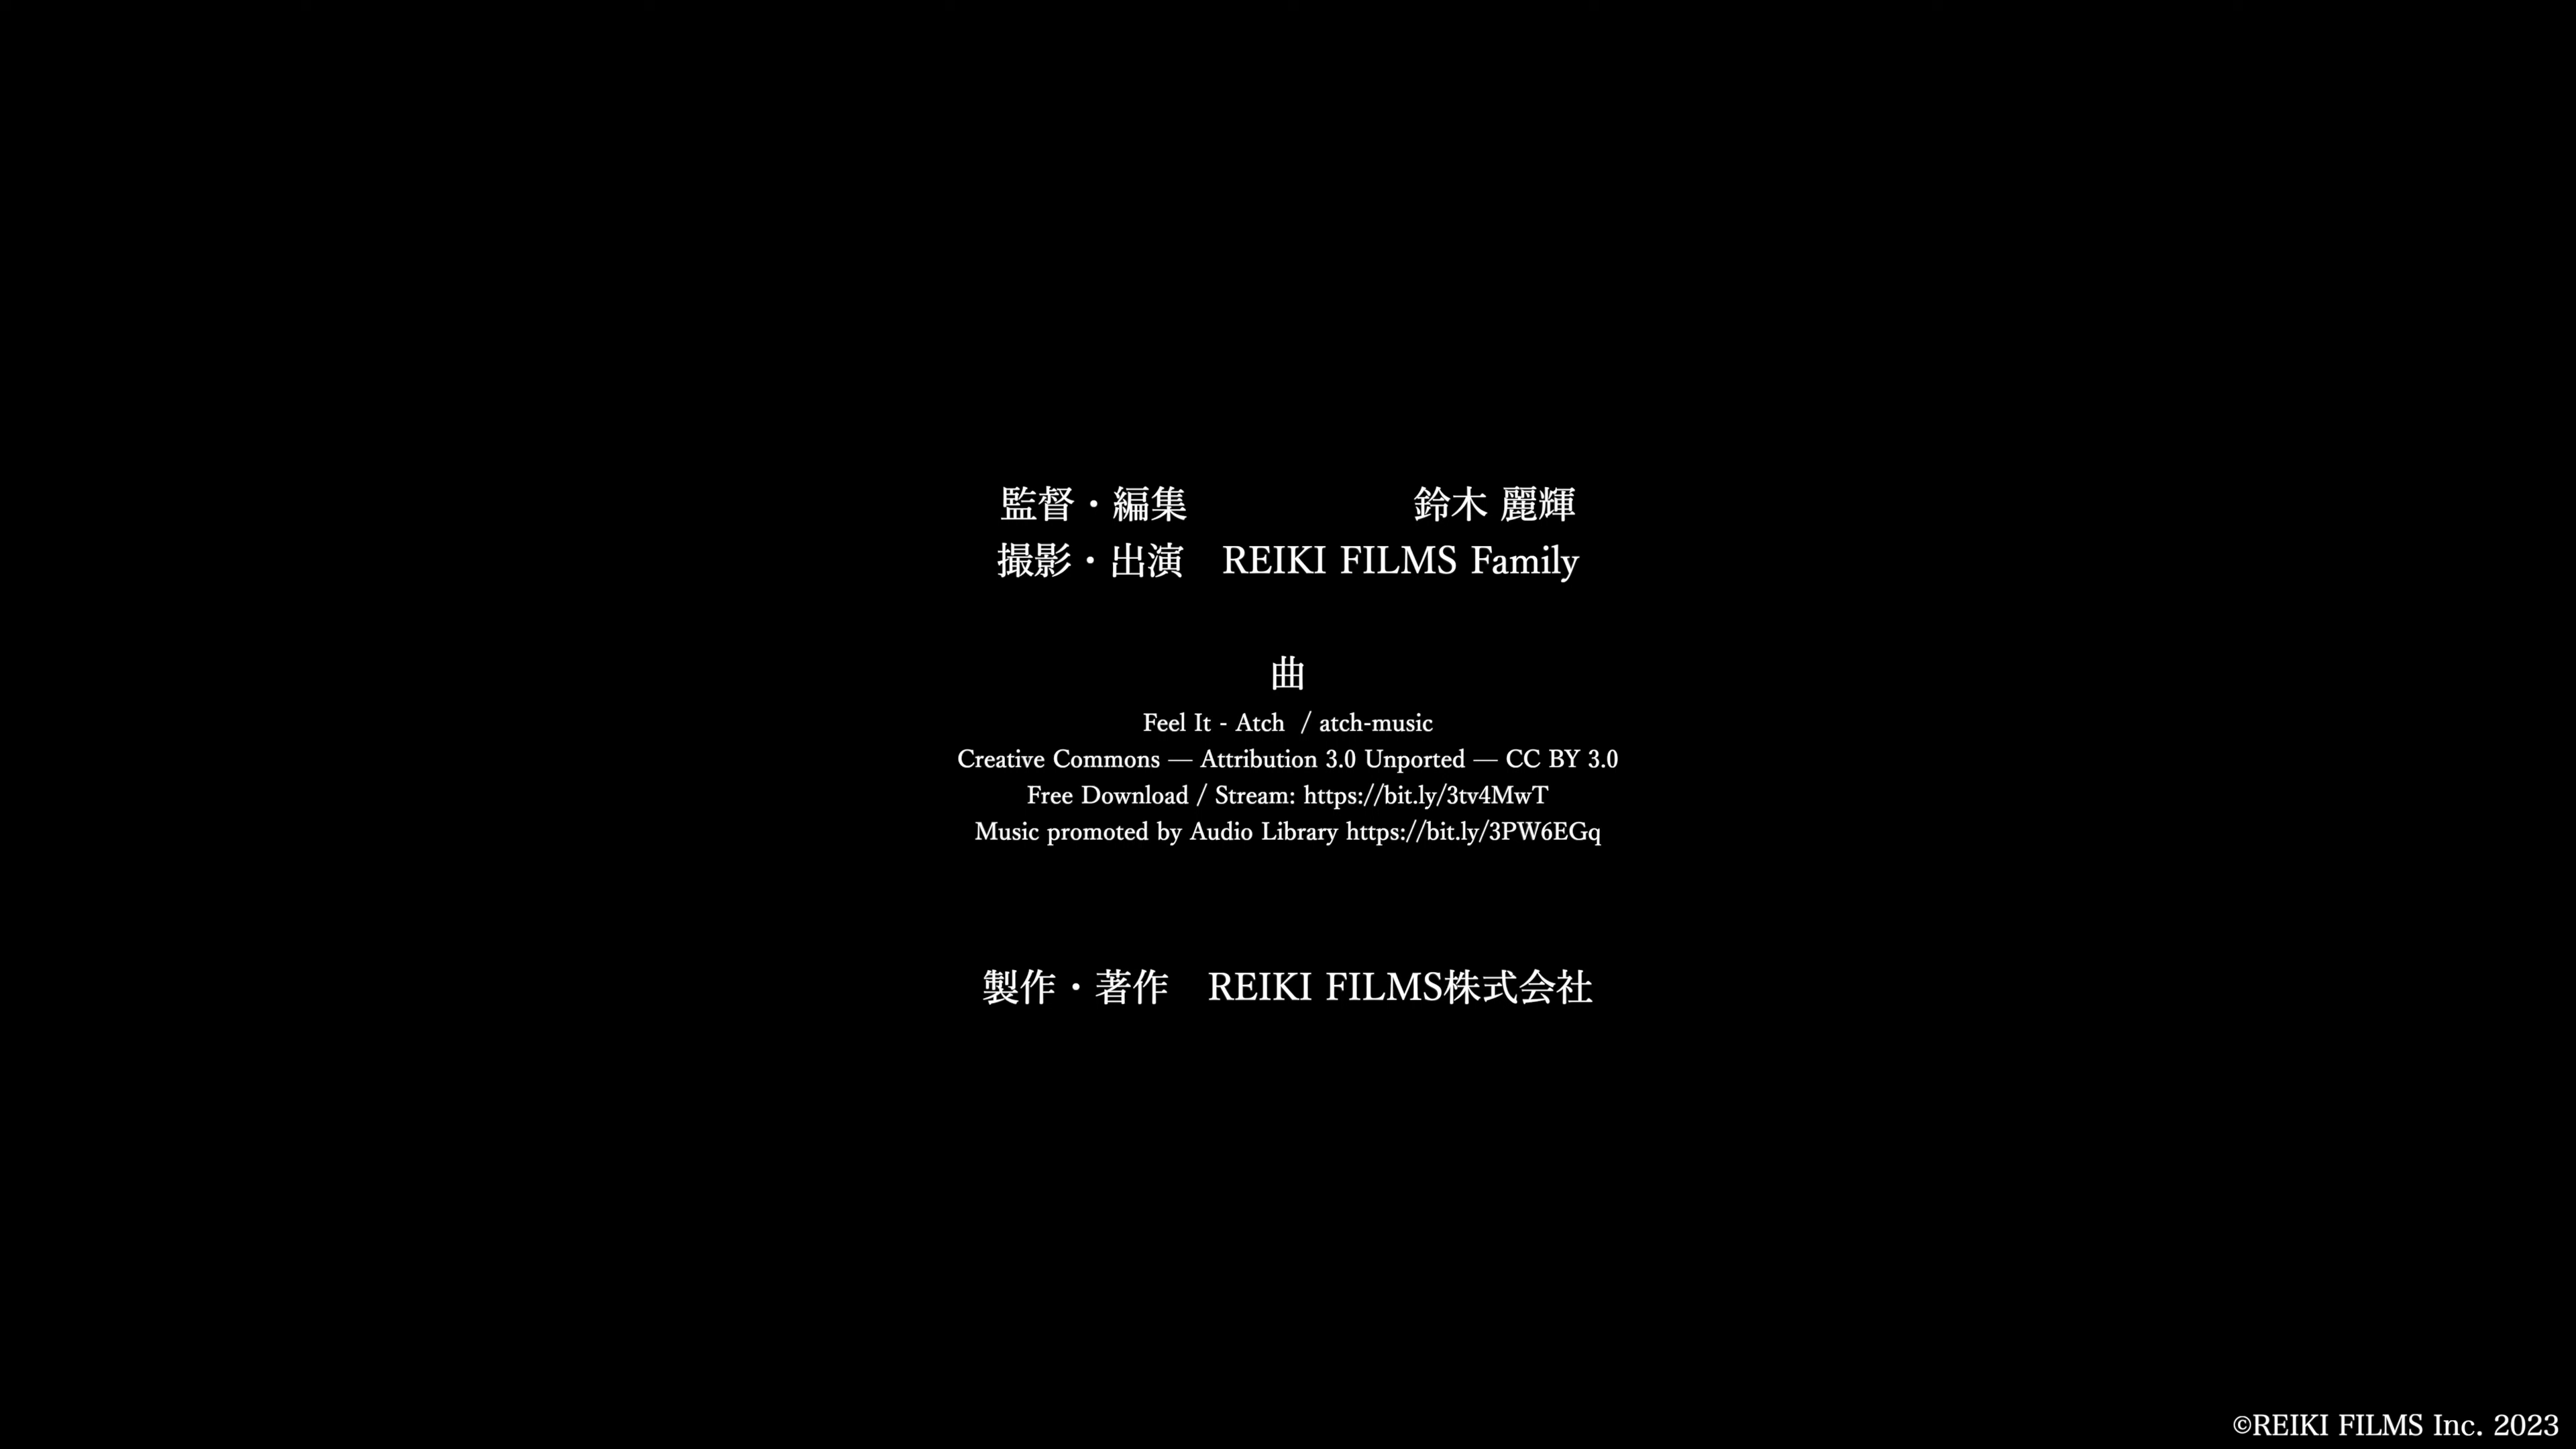 監督・編集　鈴木 麗輝
撮影・出演　REIKI FILMS Family
曲
Feel It - Atch / atch-music
Creative Commons — Attribution 3.0 Unported — CC BY 3.0
Free Download / Stream: https://bit.ly/3tv4MwT
Music promoted by Audio Library https://bit.ly/3PW6EGq
製作・著作　REIKI FILMS株式会社
©REIKI FILMS Inc. 2023